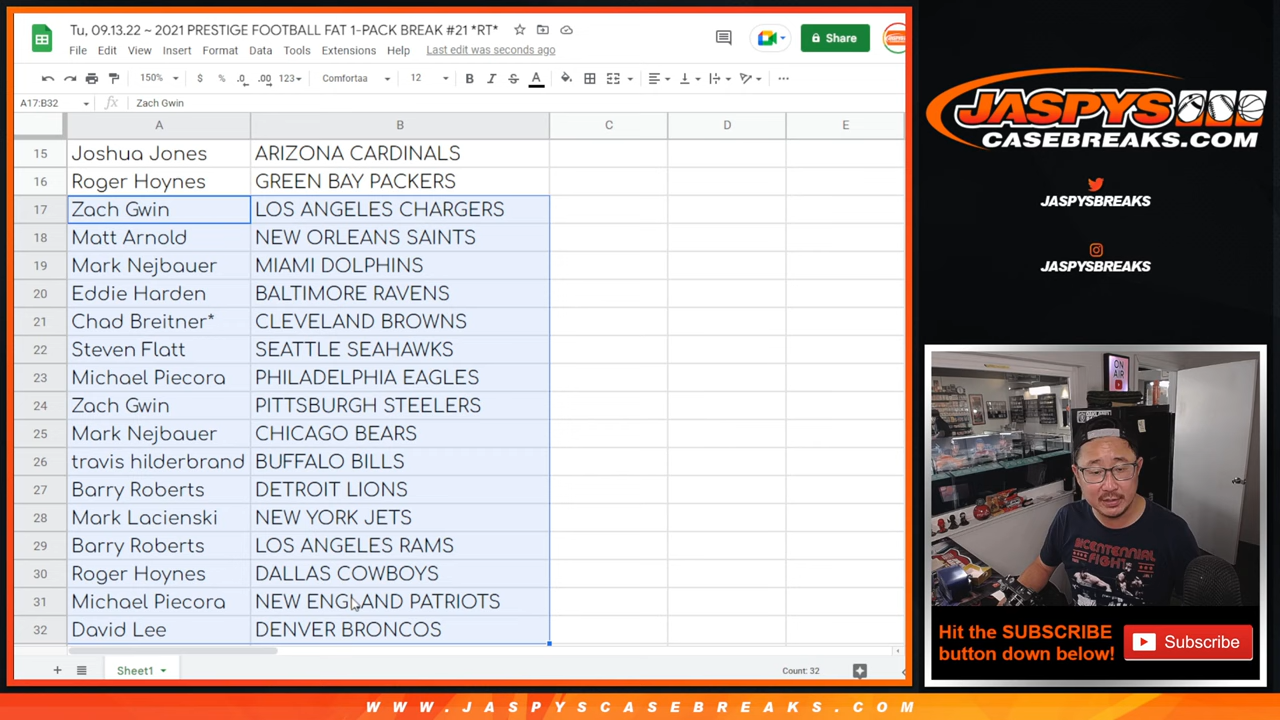 Tu, 09.13.22 ~ 2021 PRESTIGE FOOTBALL FAT 1-PACK BREAK #21 *RT*
File Edit View Insert Format Data Tools Extensions Help Last edit was seconds ago
Share
150% $ % .0 .00 123 Comfortaa 12 B I S A
A17:B32 fx Zach Gwin
A B C D E
15 Joshua Jones ARIZONA CARDINALS
16 Roger Hoynes GREEN BAY PACKERS
17 Zach Gwin LOS ANGELES CHARGERS
18 Matt Arnold NEW ORLEANS SAINTS
19 Mark Nejbauer MIAMI DOLPHINS
20 Eddie Harden BALTIMORE RAVENS
21 Chad Breitner* CLEVELAND BROWNS
22 Steven Flatt SEATTLE SEAHAWKS
23 Michael Piecora PHILADELPHIA EAGLES
24 Zach Gwin PITTSBURGH STEELERS
25 Mark Nejbauer CHICAGO BEARS
26 travis hilderbrand BUFFALO BILLS
27 Barry Roberts DETROIT LIONS
28 Mark Lacienski NEW YORK JETS
29 Barry Roberts LOS ANGELES RAMS
30 Roger Hoynes DALLAS COWBOYS
31 Michael Piecora NEW ENGLAND PATRIOTS
32 David Lee DENVER BRONCOS
Sheet1
Count: 32
JASPYS
CASEBREAKS.COM
JASPYSBREAKS
JASPYSBREAKS
ON
AIR
BICENTENNIAL
FIGHT
Hit the SUBSCRIBE
button down below!
Subscribe
WWW.JASPYSCASEBREAKS.COM